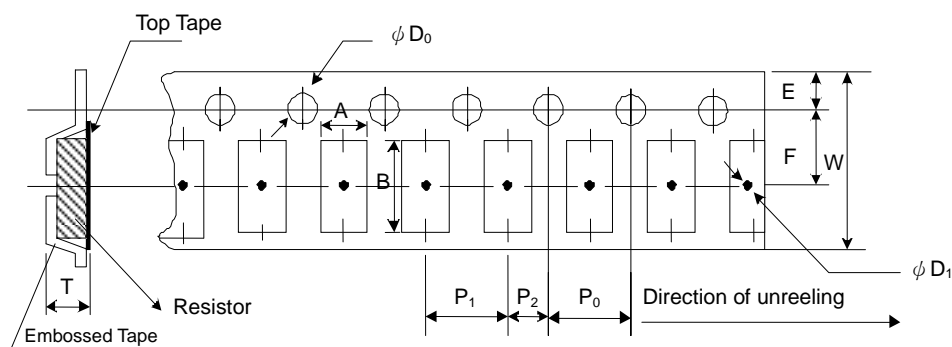 Top Tape
ϕ D₀
E
A
F
W
B
ϕ D₁
T
P₁
P₂
P₀
Direction of unreeling
Resistor
Embossed Tape